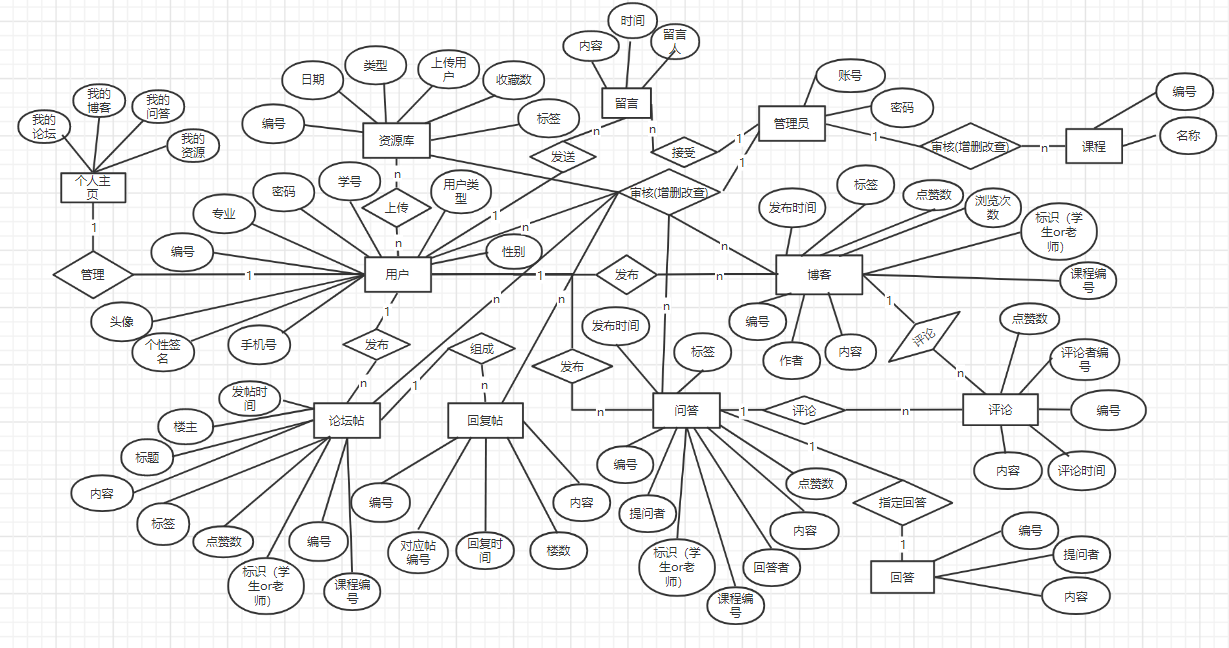 时间
内容
留言
人
留言
类型
上传用
户
日期
收藏数
编号
标签
资源库
n
发送
n
接受
1
管理员
账号
密码
1
审核(增删改查)
n
课程
编号
名称
我的
论坛
我的
博客
我的
问答
我的
资源
个人主
页
1
管理
1
n
上传
n
1
审核(增删改查)
1
学号
用户类
型
密码
专业
编号
性别
1
n
用户
头像
个性签
名
手机号
1
发布
n
1
发布
n
博客
n
发布时间
标签
点赞数
浏览次
数
标识（学
生or老
师）
课程编
号
编号
作者
内容
1
评论
n
点赞数
评论者编
号
编号
评论
内容
评论时间
n
n
n
发布时间
标签
发布
n
组成
1
n
发帖时
间
楼主
标题
内容
标签
点赞数
标识（学
生or老
师）
编号
课程编
号
论坛帖
回复帖
编号
对应帖
编号
回复时
间
楼数
内容
问答
1
评论
n
编号
提问者
标识（学
生or老
师）
课程编
号
回答者
内容
点赞数
1
指定回答
1
回答
编号
提问者
内容